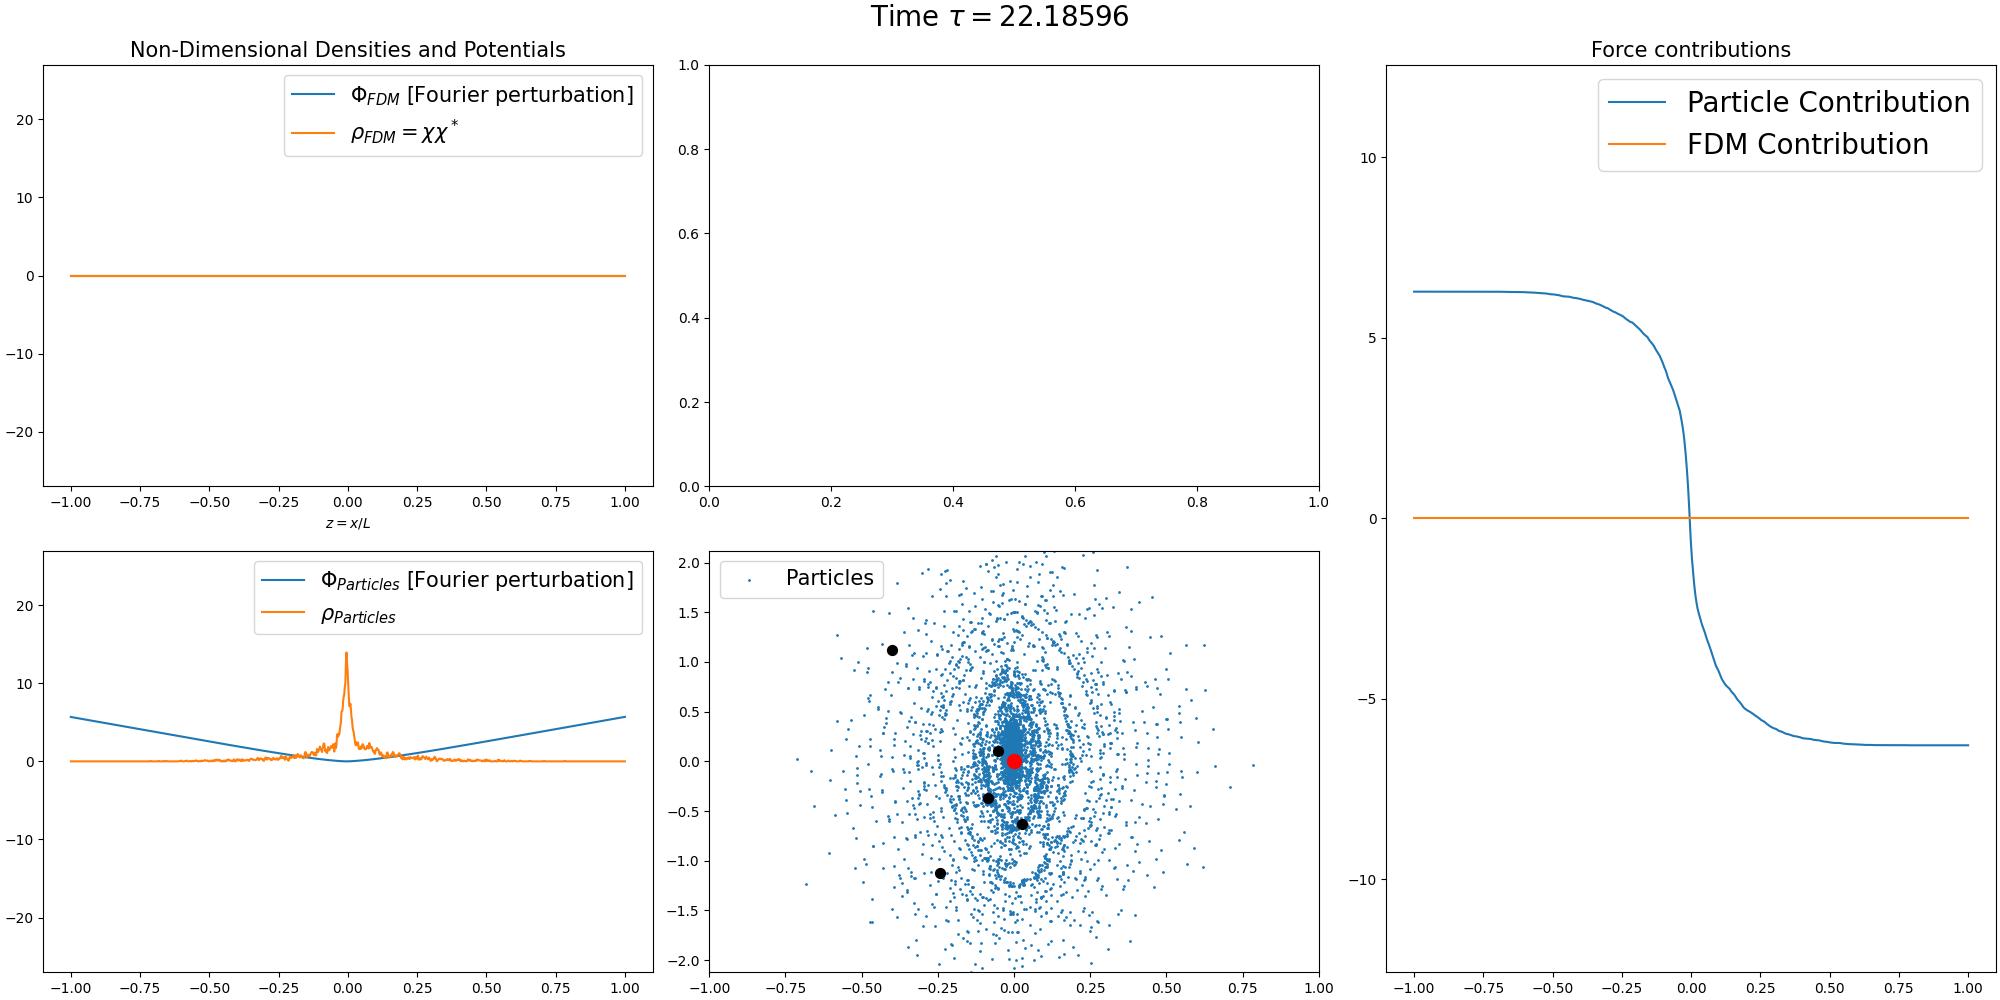 Time τ = 22.18596
Non-Dimensional Densities and Potentials
Φ_FDM [Fourier perturbation]
ρ_FDM = χχ*
20
10
0
−10
−20
−1.00 −0.75 −0.50 −0.25 0.00 0.25 0.50 0.75 1.00
z = x/L
1.0
0.8
0.6
0.4
0.2
0.0
0.0 0.2 0.4 0.6 0.8 1.0
Force contributions
Particle Contribution
FDM Contribution
10
5
0
−5
−10
−1.00 −0.75 −0.50 −0.25 0.00 0.25 0.50 0.75 1.00
Φ_Particles [Fourier perturbation]
ρ_Particles
20
10
0
−10
−20
−1.00 −0.75 −0.50 −0.25 0.00 0.25 0.50 0.75 1.00
Particles
2.0
1.5
1.0
0.5
0.0
−0.5
−1.0
−1.5
−2.0
−1.00 −0.75 −0.50 −0.25 0.00 0.25 0.50 0.75 1.00